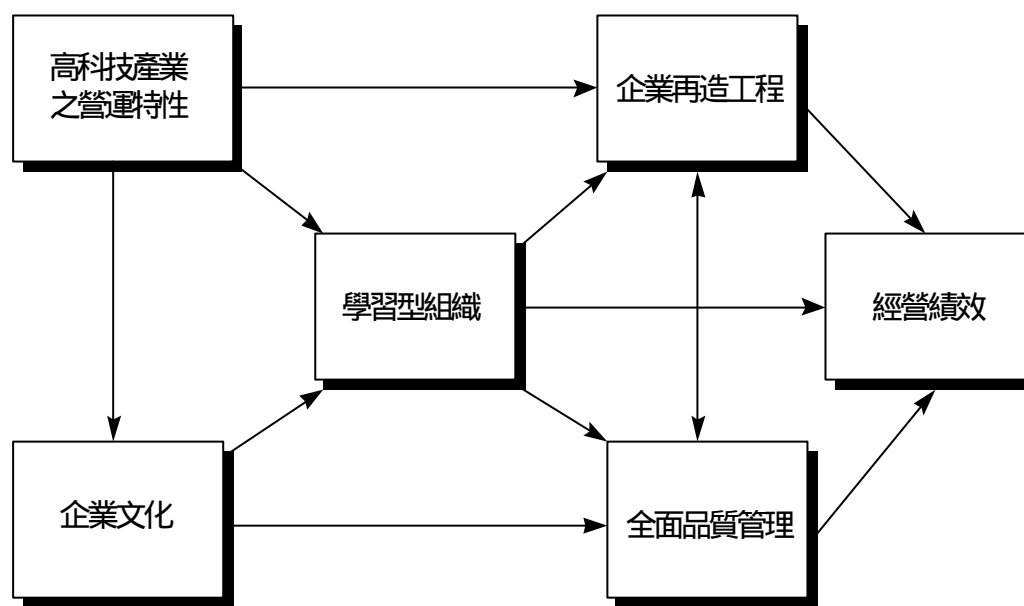 高科技產業
之營運特性
企業再造工程
學習型組織
經營績效
企業文化
全面品質管理